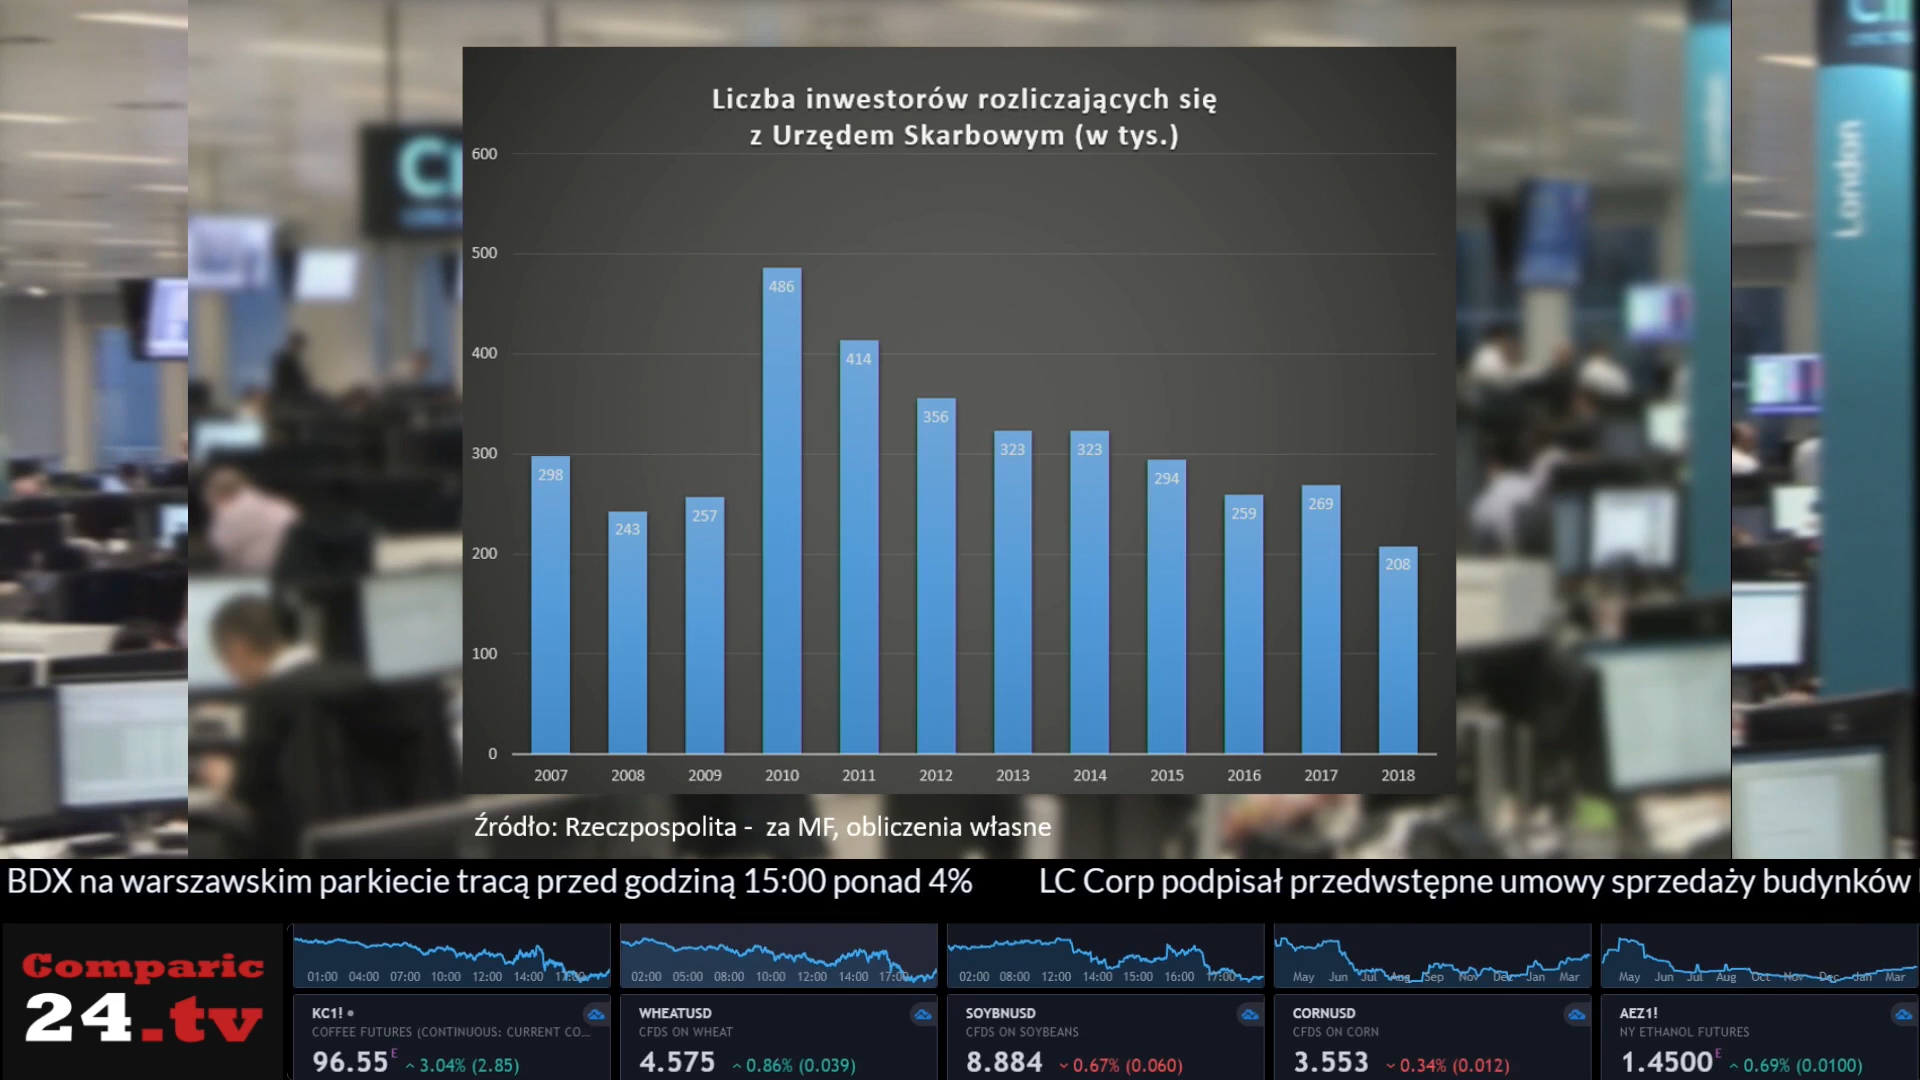 Liczba inwestorów rozliczających się
z Urzędem Skarbowym (w tys.)
600
500
400
300
200
100
0
298
243
257
486
414
356
323
323
294
259
269
208
2007 2008 2009 2010 2011 2012 2013 2014 2015 2016 2017 2018
Źródło: Rzeczpospolita - za MF, obliczenia własne
London
BDX na warszawskim parkiecie tracą przed godziną 15:00 ponad 4% LC Corp podpisał przedwstępne umowy sprzedaży budynków
Comparic
24.tv
01:00 04:00 07:00 10:00 12:00 14:00 17:00
KC1!
COFFEE FUTURES (CONTINUOUS: CURRENT CO...
96.55 E 3.04% (2.85)
02:00 05:00 08:00 10:00 12:00 14:00 17:00
WHEATUSD
CFDS ON WHEAT
4.575 0.86% (0.039)
02:00 08:00 12:00 14:00 15:00 16:00 17:00
SOYBNUSD
CFDS ON SOYBEANS
8.884 0.67% (0.060)
May Jun Jul Aug Sep Nov Dec Jan Mar
CORNUSD
CFDS ON CORN
3.553 0.34% (0.012)
May Jun Jul Aug Oct Nov Dec Jan Mar
AEZ1!
NY ETHANOL FUTURES
1.4500 E 0.69% (0.0100)